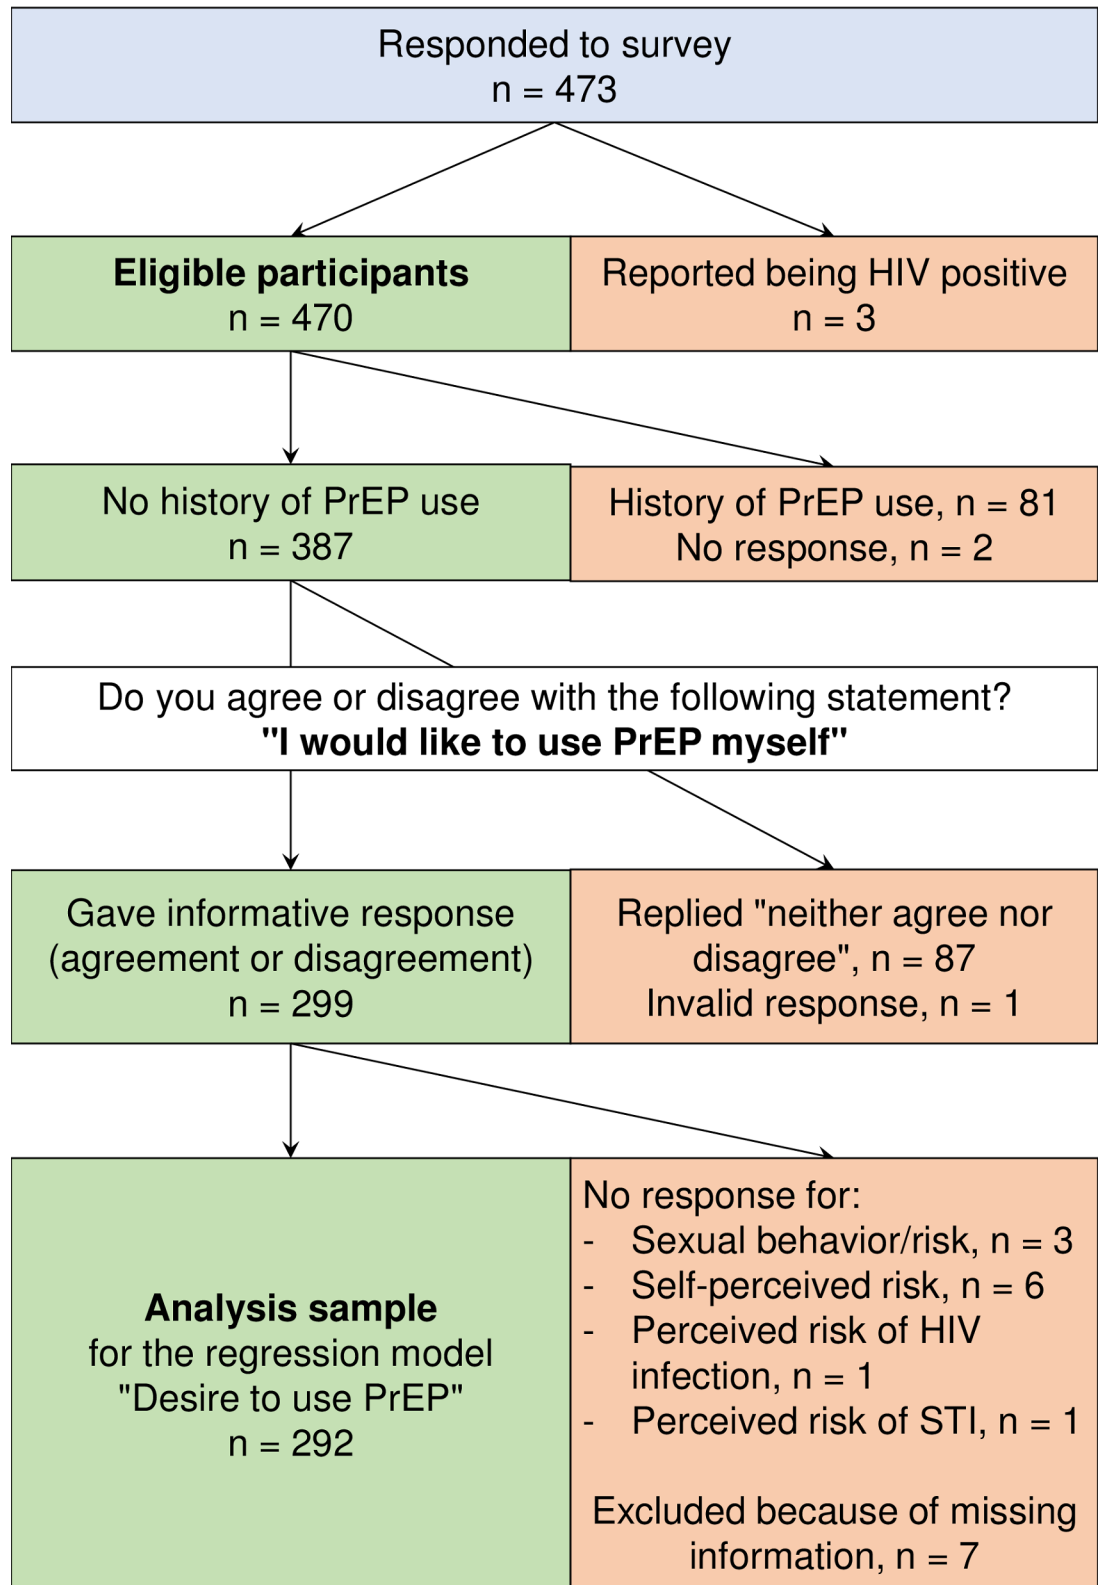 Responded to survey
n = 473
Eligible participants
n = 470
Reported being HIV positive
n = 3
No history of PrEP use
n = 387
History of PrEP use, n = 81
No response, n = 2
Do you agree or disagree with the following statement?
"I would like to use PrEP myself"
Gave informative response
(agreement or disagreement)
n = 299
Replied "neither agree nor
disagree", n = 87
Invalid response, n = 1
Analysis sample
for the regression model
"Desire to use PrEP"
n = 292
No response for:
- Sexual behavior/risk, n = 3
- Self-perceived risk, n = 6
- Perceived risk of HIV
infection, n = 1
- Perceived risk of STI, n = 1
Excluded because of missing
information, n = 7